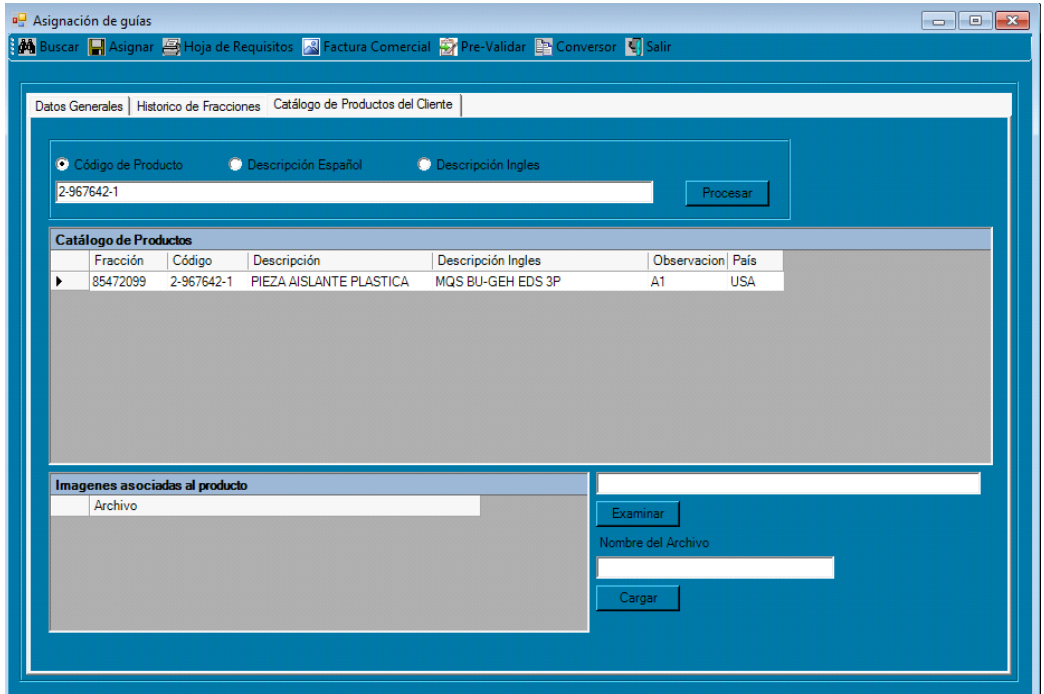 Asignación de guías
Buscar Asignar Hoja de Requisitos Factura Comercial Pre-Validar Conversor Salir
Datos Generales Historico de Fracciones Catálogo de Productos del Cliente
Código de Producto Descripción Español Descripción Ingles
2-967642-1 Procesar
Catálogo de Productos
Fracción Código Descripción Descripción Ingles Observacion País
85472099 2-967642-1 PIEZA AISLANTE PLASTICA MQS BU-GEH EDS 3P A1 USA
Imagenes asociadas al producto
Archivo
Examinar
Nombre del Archivo
Cargar